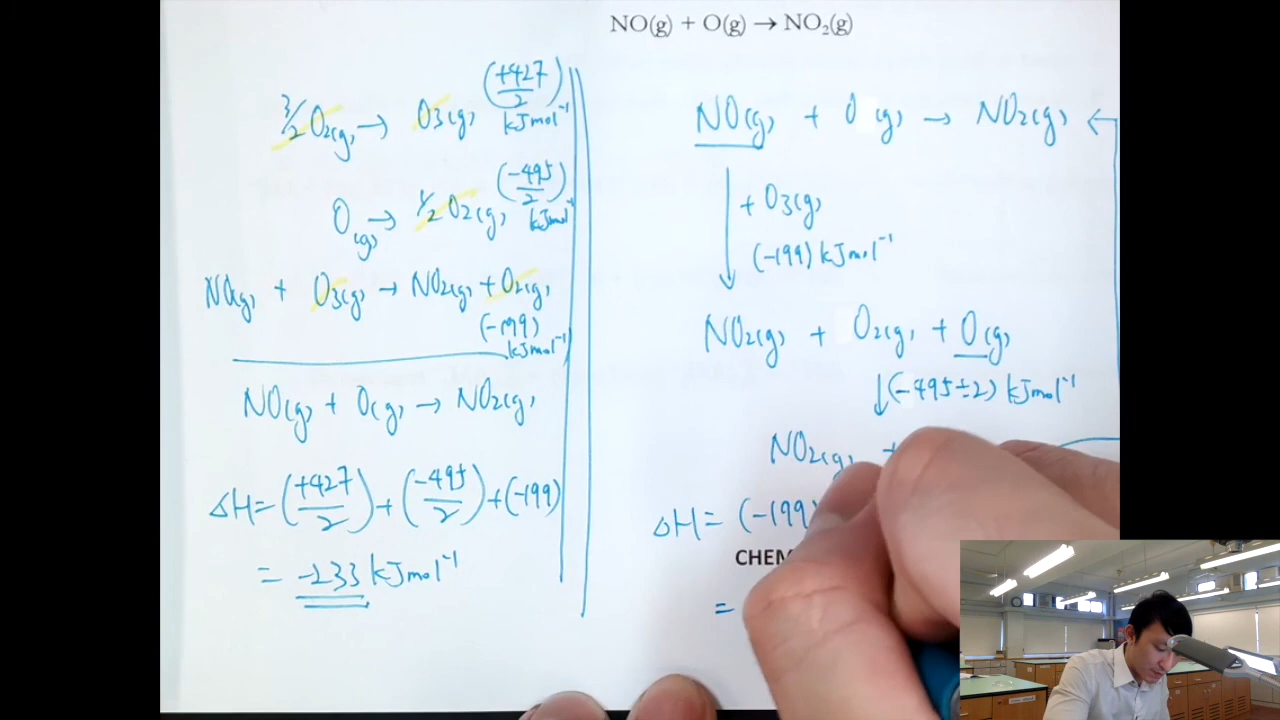 NO(g) + O(g) → NO₂(g)
3/2 O₂(g) → O₃(g) (+427/2) kJmol⁻¹
O(g) → 1/2 O₂(g) (-495/2) kJmol⁻¹
NO(g) + O₃(g) → NO₂(g) + O₂(g)
(-199) kJmol⁻¹
NO(g) + O(g) → NO₂(g)
ΔH = (+427/2) + (-495/2) + (-199)
= -233 kJmol⁻¹
NO(g) + O(g) → NO₂(g) ←
↓ + O₃(g)
(-199) kJmol⁻¹
NO₂(g) + O₂(g) + O(g)
↓ (-495÷2) kJmol⁻¹
NO₂(g) +
ΔH = (-199)
CHEM
=